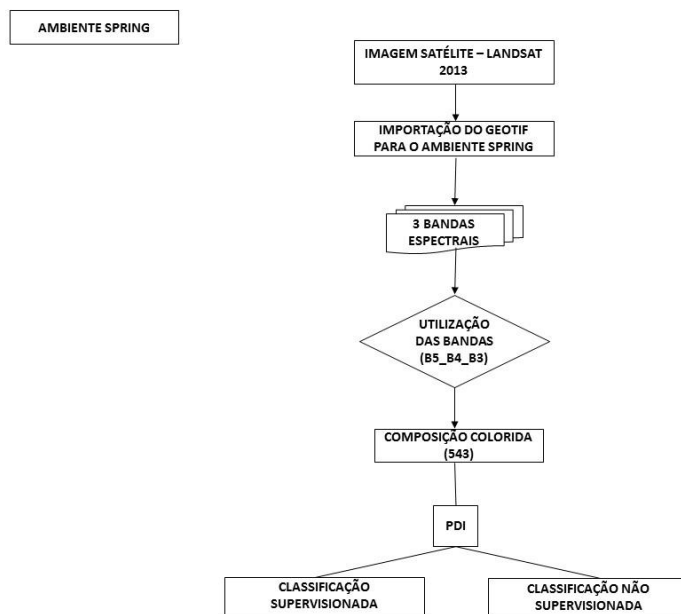 AMBIENTE SPRING
IMAGEM SATÉLITE – LANDSAT
2013
IMPORTAÇÃO DO GEOTIF
PARA O AMBIENTE SPRING
3 BANDAS
ESPECTRAIS
UTILIZAÇÃO
DAS BANDAS
(B5_B4_B3)
COMPOSIÇÃO COLORIDA
(543)
PDI
CLASSIFICAÇÃO
SUPERVISIONADA
CLASSIFICAÇÃO NÃO
SUPERVISIONADA